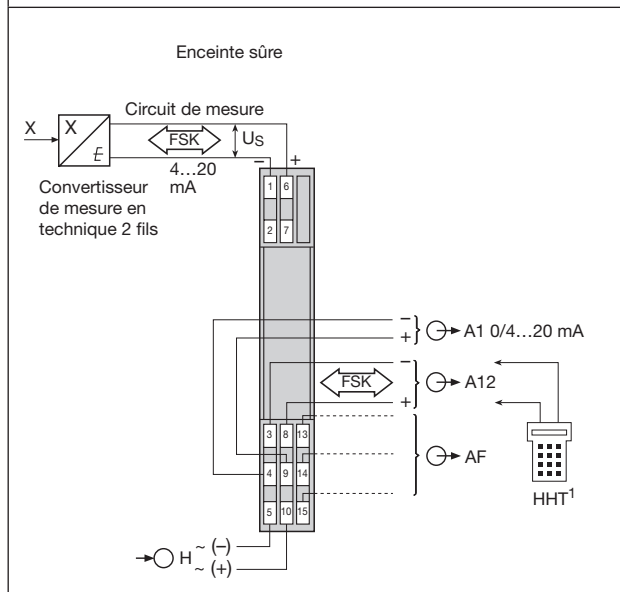 Enceinte sûre
Circuit de mesure
X
X
E
FSK
US
– +
4...20
mA
Convertisseur
de mesure en
technique 2 fils
1 6
2 7
–
+
A1 0/4...20 mA
–
FSK
A12
+
AF
HHT1
3 8 13
4 9 14
5 10 15
H ~ (–)
~ (+)